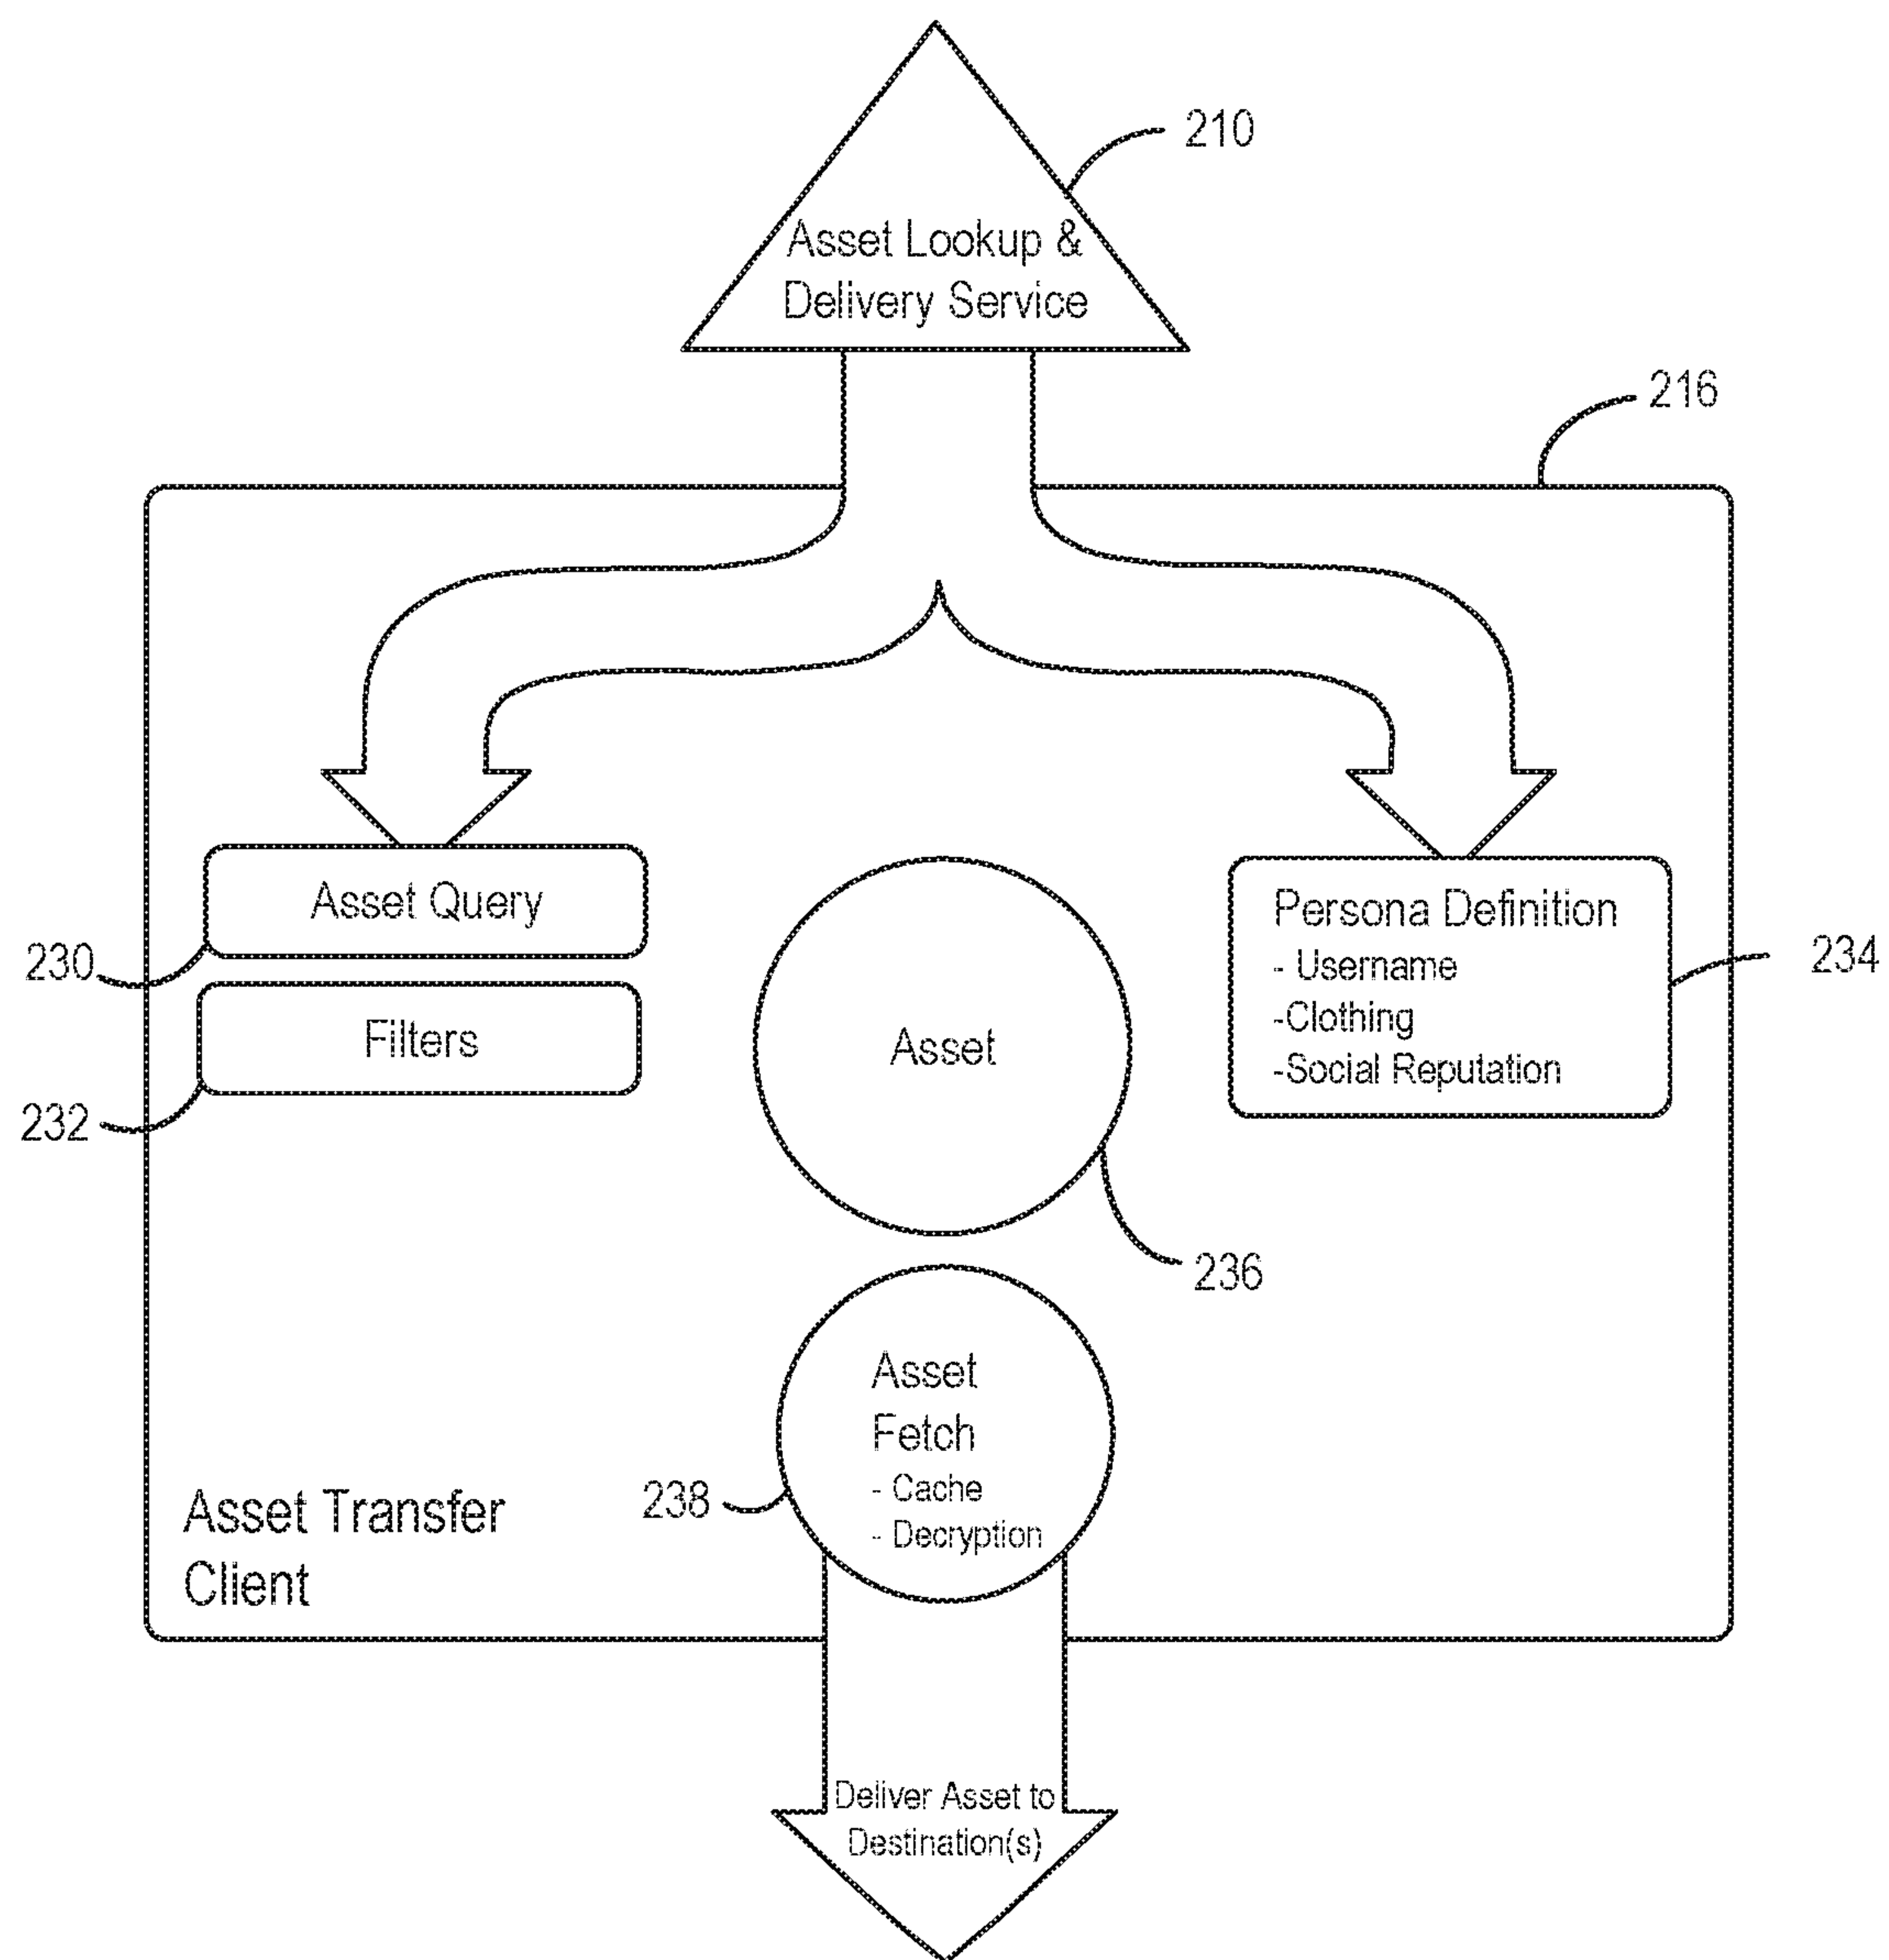 210
Asset Lookup &
Delivery Service
216
Asset Query
230
Filters
232
Asset
236
Persona Definition
- Username
-Clothing
-Social Reputation
234
Asset
Fetch
- Cache
- Decryption
238
Asset Transfer
Client
Deliver Asset to
Destination(s)